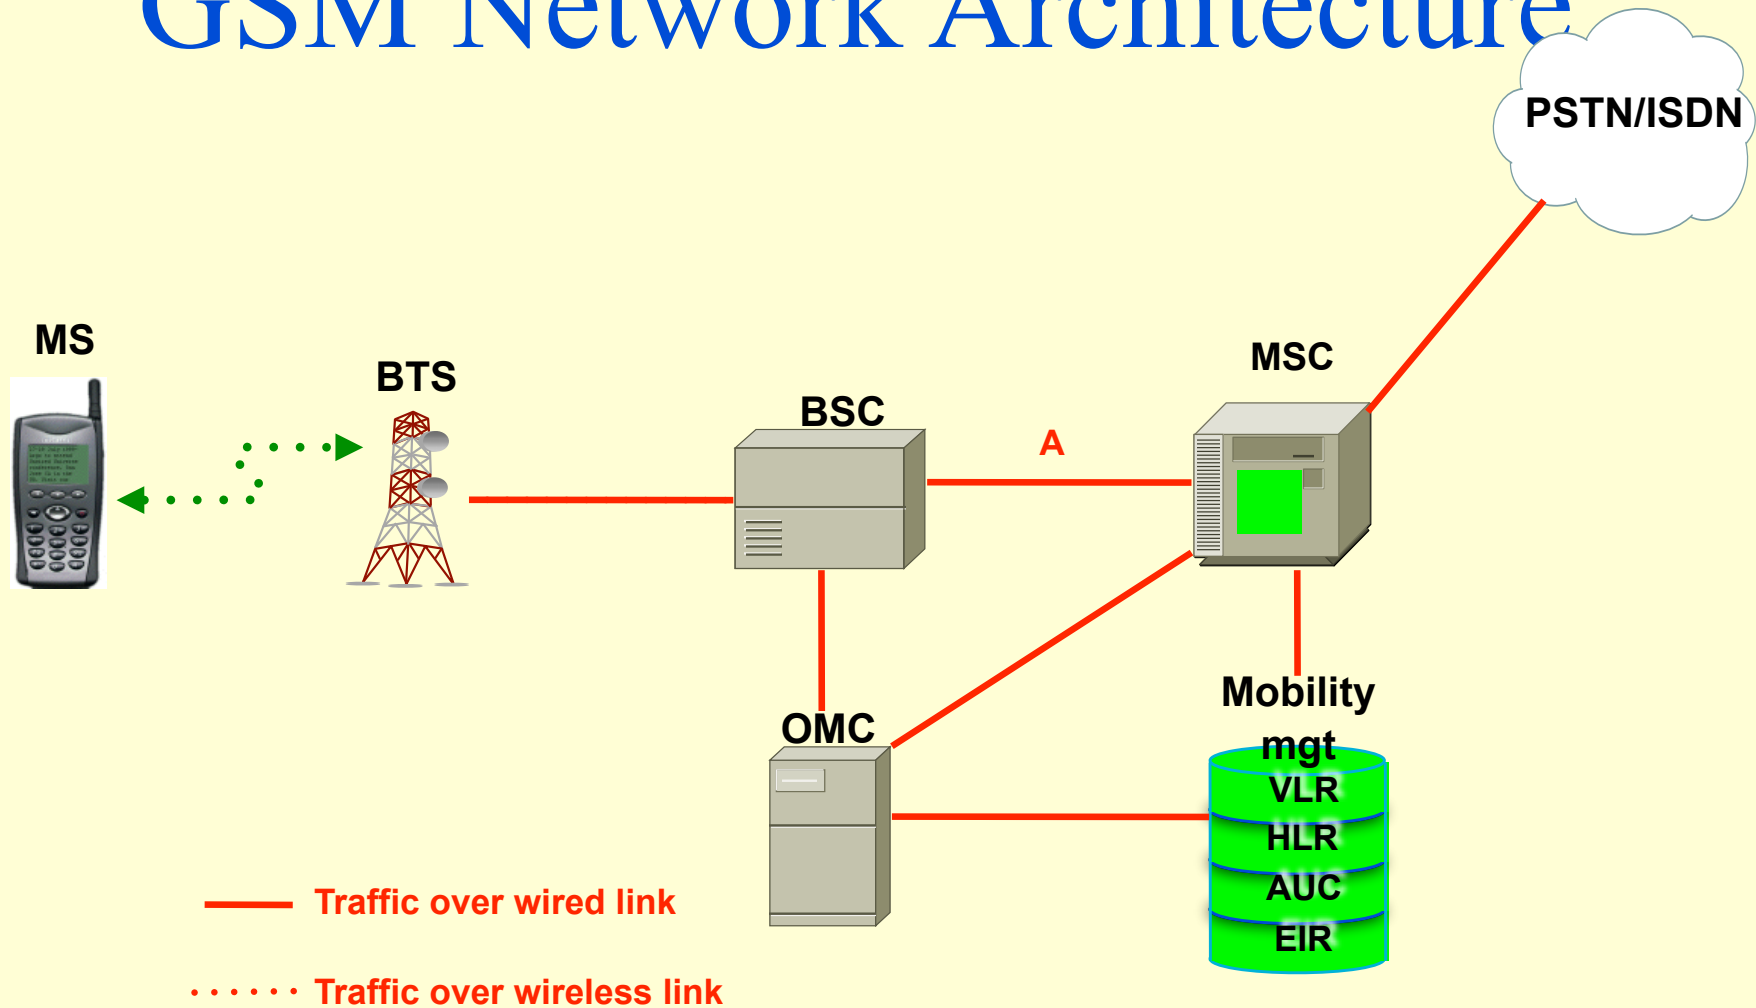 GSM Network Architecture
PSTN/ISDN
MS
BTS
BSC
A
MSC
OMC
Mobility
mgt
VLR
HLR
AUC
EIR
Traffic over wired link
Traffic over wireless link